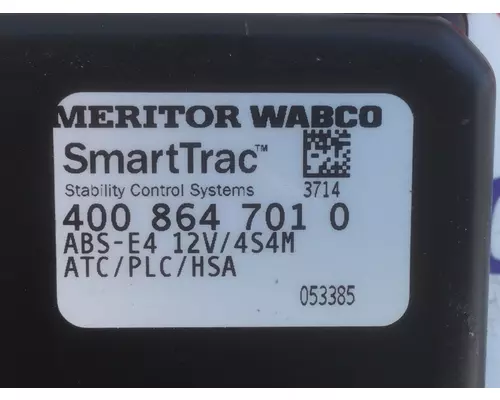 MERITOR WABCO
SmartTrac™
Stability Control Systems 3714
400 864 701 0
ABS-E4 12V/4S4M
ATC/PLC/HSA
053385